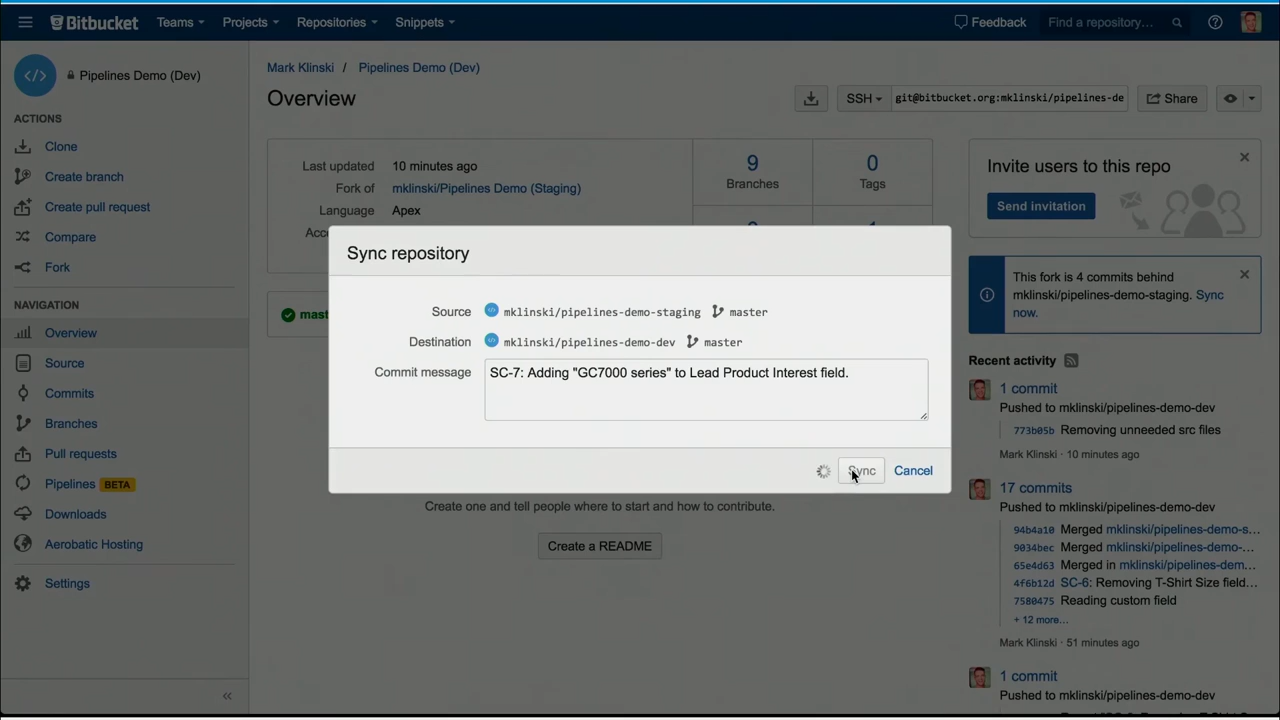 Bitbucket Teams Projects Repositories Snippets Feedback Find a repository...
Pipelines Demo (Dev)
ACTIONS
Clone
Create branch
Create pull request
Compare
Fork
NAVIGATION
Overview
Source
Commits
Branches
Pull requests
Pipelines BETA
Downloads
Aerobatic Hosting
Settings
«
Mark Klinski / Pipelines Demo (Dev)
Overview
SSH git@bitbucket.org:mklinski/pipelines-de Share
Last updated 10 minutes ago
Fork of mklinski/Pipelines Demo (Staging)
Language Apex
9
Branches
0
Tags
Sync repository
Source mklinski/pipelines-demo-staging master
Destination mklinski/pipelines-demo-dev master
Commit message SC-7: Adding "GC7000 series" to Lead Product Interest field.
Sync Cancel
Create one and tell people where to start and how to contribute.
Create a README
Invite users to this repo
Send invitation
This fork is 4 commits behind
mklinski/pipelines-demo-staging. Sync
now.
Recent activity
1 commit
Pushed to mklinski/pipelines-demo-dev
773b05b Removing unneeded src files
Mark Klinski · 10 minutes ago
17 commits
Pushed to mklinski/pipelines-demo-dev
94b4a10 Merged mklinski/pipelines-demo-s...
9034bec Merged mklinski/pipelines-demo-...
65e4d63 Merged in mklinski/pipelines-dem...
4f6b12d SC-6: Removing T-Shirt Size field...
7580475 Reading custom field
+ 12 more...
Mark Klinski · 51 minutes ago
1 commit
Pushed to mklinski/pipelines-demo-dev